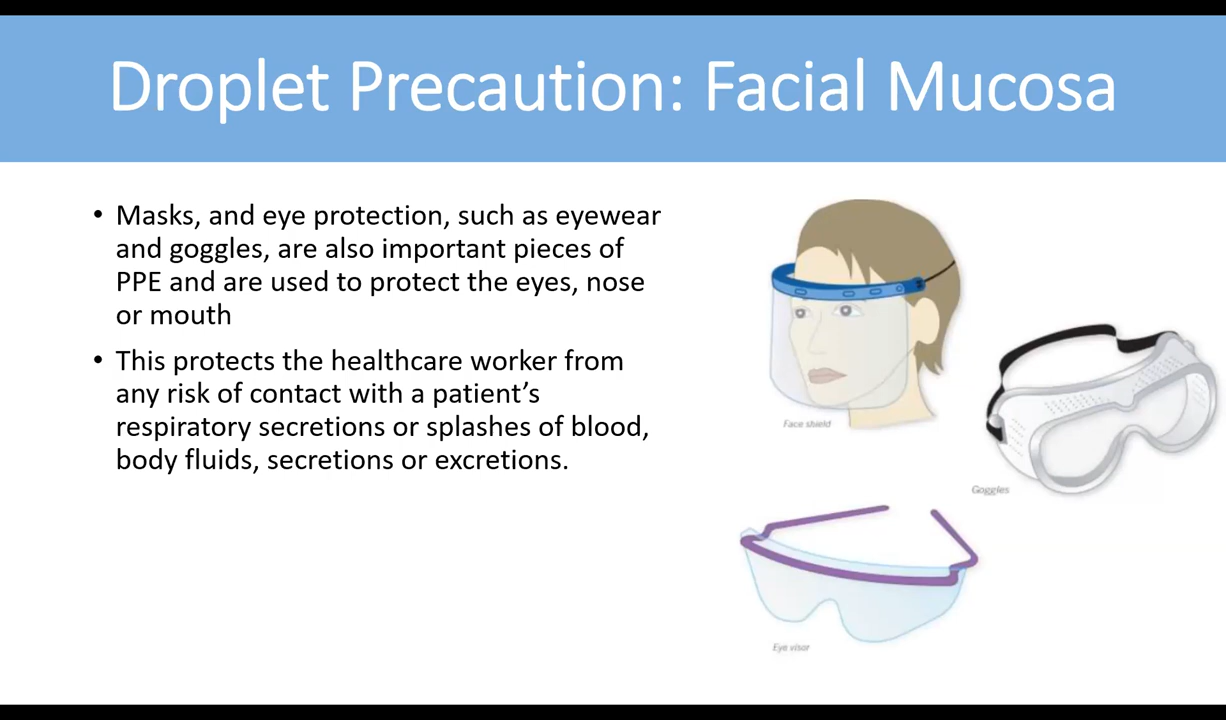 Droplet Precaution: Facial Mucosa
• Masks, and eye protection, such as eyewear
and goggles, are also important pieces of
PPE and are used to protect the eyes, nose
or mouth
• This protects the healthcare worker from
any risk of contact with a patient’s
respiratory secretions or splashes of blood,
body fluids, secretions or excretions.
Face shield
Goggles
Eye visor